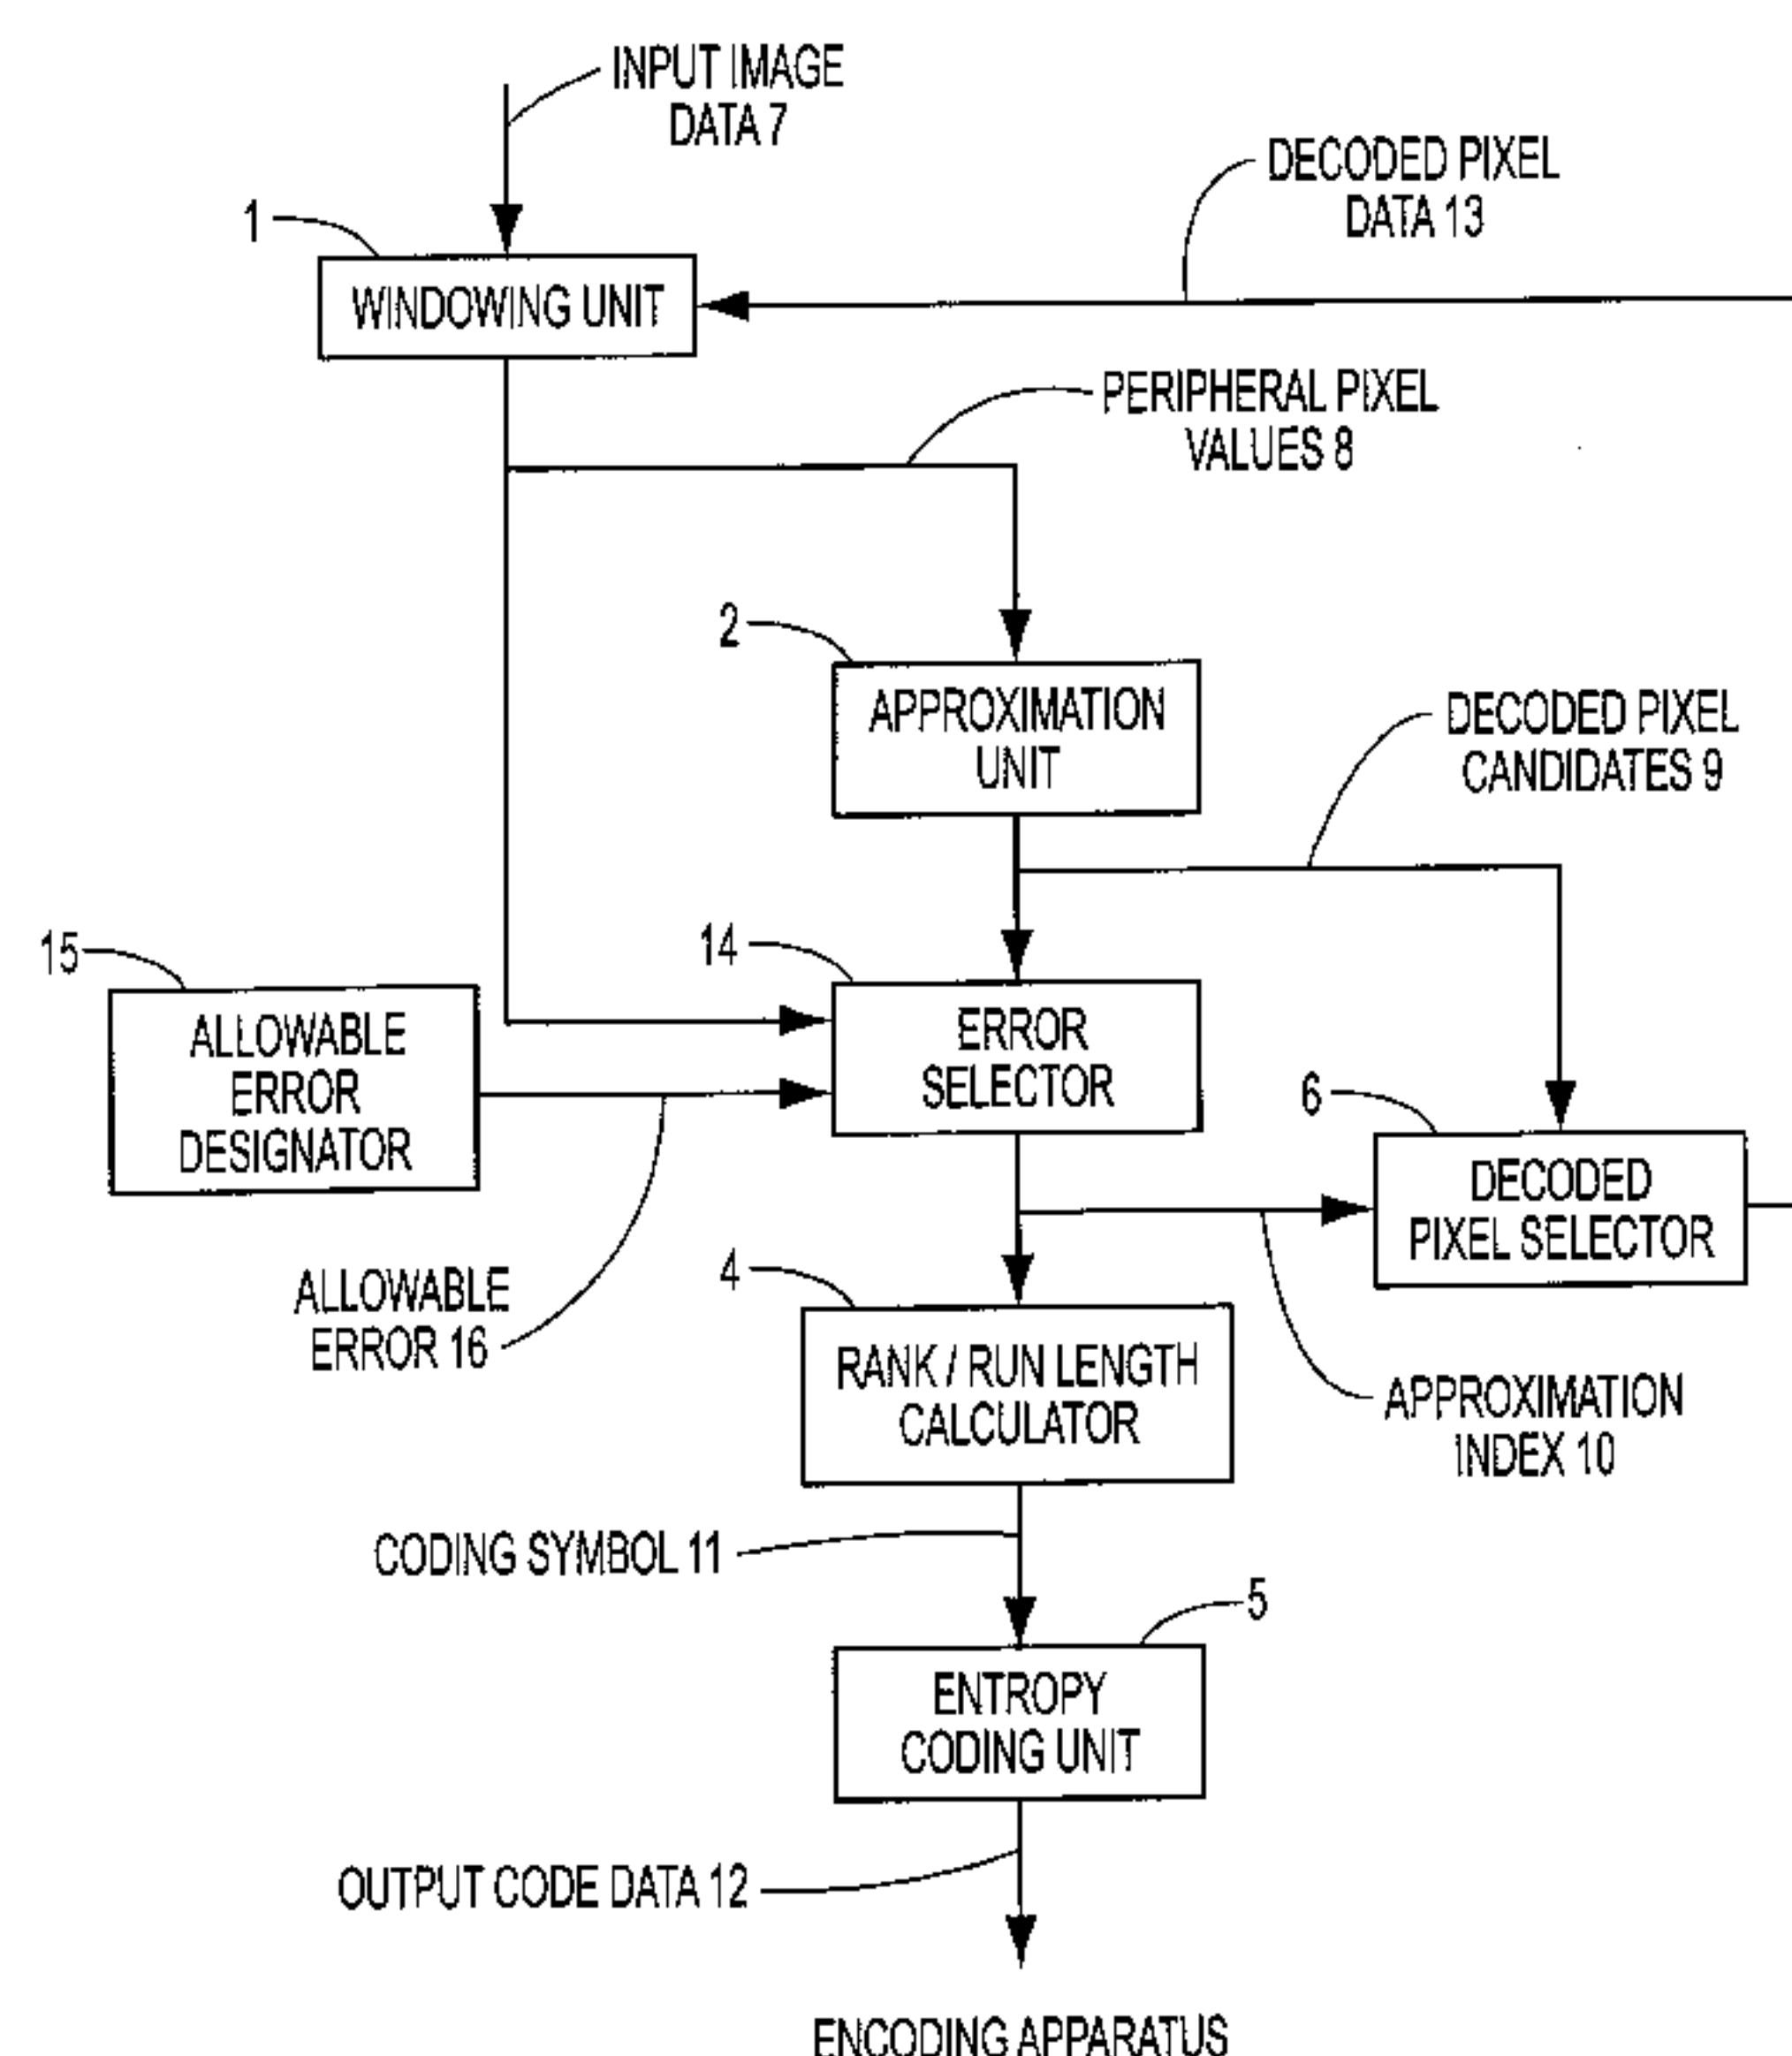 INPUT IMAGE
DATA 7
DECODED PIXEL
DATA 13
1
WINDOWING UNIT
PERIPHERAL PIXEL
VALUES 8
2
APPROXIMATION
UNIT
DECODED PIXEL
CANDIDATES 9
15
14
ALLOWABLE
ERROR
DESIGNATOR
ERROR
SELECTOR
6
DECODED
PIXEL SELECTOR
ALLOWABLE
ERROR 16
4
RANK / RUN LENGTH
CALCULATOR
APPROXIMATION
INDEX 10
CODING SYMBOL 11
5
ENTROPY
CODING UNIT
OUTPUT CODE DATA 12
ENCODING APPARATUS